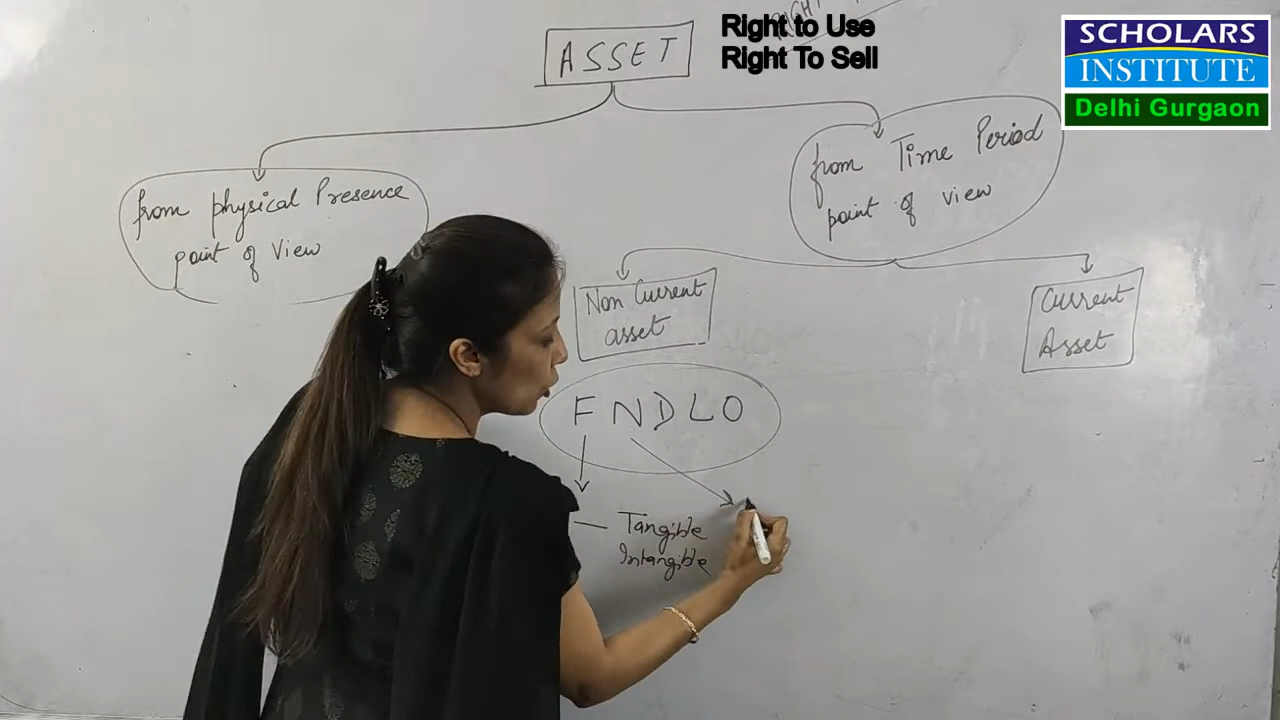 RIGHT
Right to Use
Right To Sell
SCHOLARS
INSTITUTE
Delhi Gurgaon
ASSET
from physical Presence
point of view
from Time Period
point of view
Non Current
asset
Current
Asset
F N D L O
Tangible
Intangible